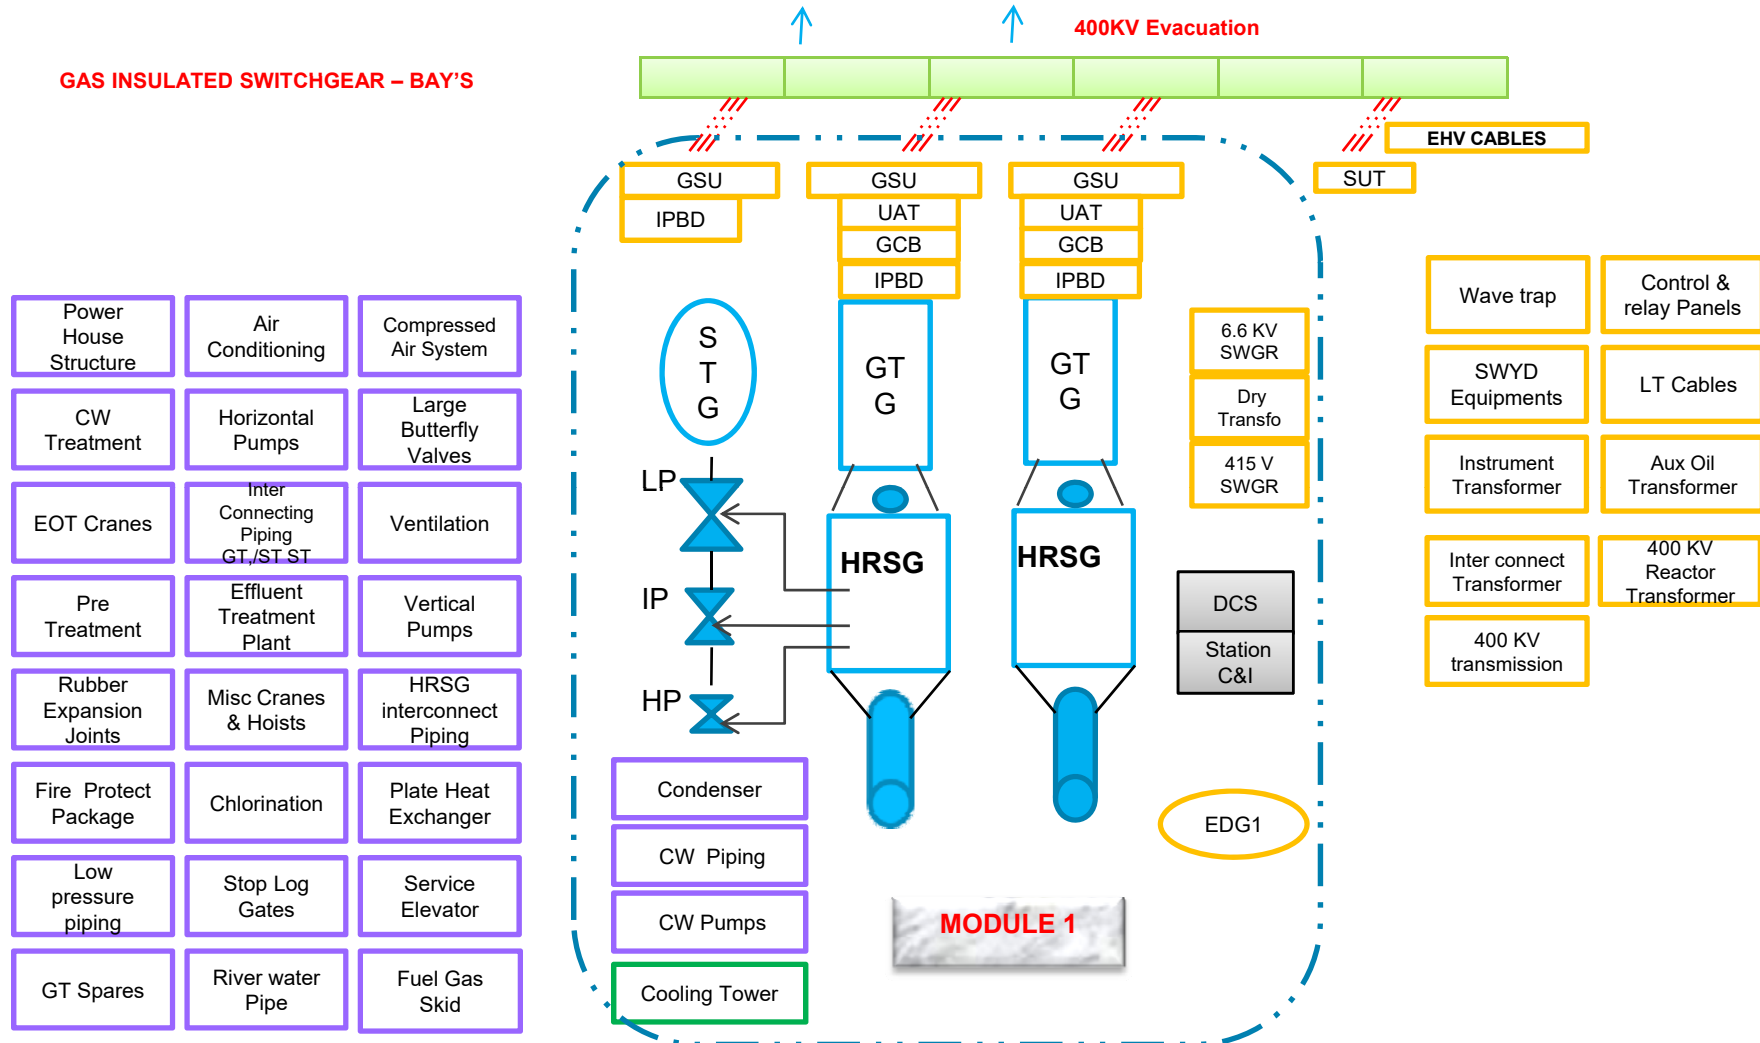 400KV Evacuation
GAS INSULATED SWITCHGEAR – BAY'S
EHV CABLES
GSU
GSU
GSU
SUT
IPBD
UAT
UAT
GCB
GCB
IPBD
IPBD
Power
House
Structure
Air
Conditioning
Compressed
Air System
CW
Treatment
Horizontal
Pumps
Large
Butterfly
Valves
EOT Cranes
Inter
Connecting
Piping
GT,/ST ST
Ventilation
Pre
Treatment
Effluent
Treatment
Plant
Vertical
Pumps
Rubber
Expansion
Joints
Misc Cranes
& Hoists
HRSG
interconnect
Piping
Fire Protect
Package
Chlorination
Plate Heat
Exchanger
Low
pressure
piping
Stop Log
Gates
Service
Elevator
GT Spares
River water
Pipe
Fuel Gas
Skid
S
T
G
GT
G
GT
G
LP
IP
HP
HRSG
HRSG
Condenser
CW Piping
CW Pumps
Cooling Tower
MODULE 1
6.6 KV
SWGR
Dry
Transfo
415 V
SWGR
DCS
Station
C&I
EDG1
Wave trap
Control &
relay Panels
SWYD
Equipments
LT Cables
Instrument
Transformer
Aux Oil
Transformer
Inter connect
Transformer
400 KV
Reactor
Transformer
400 KV
transmission